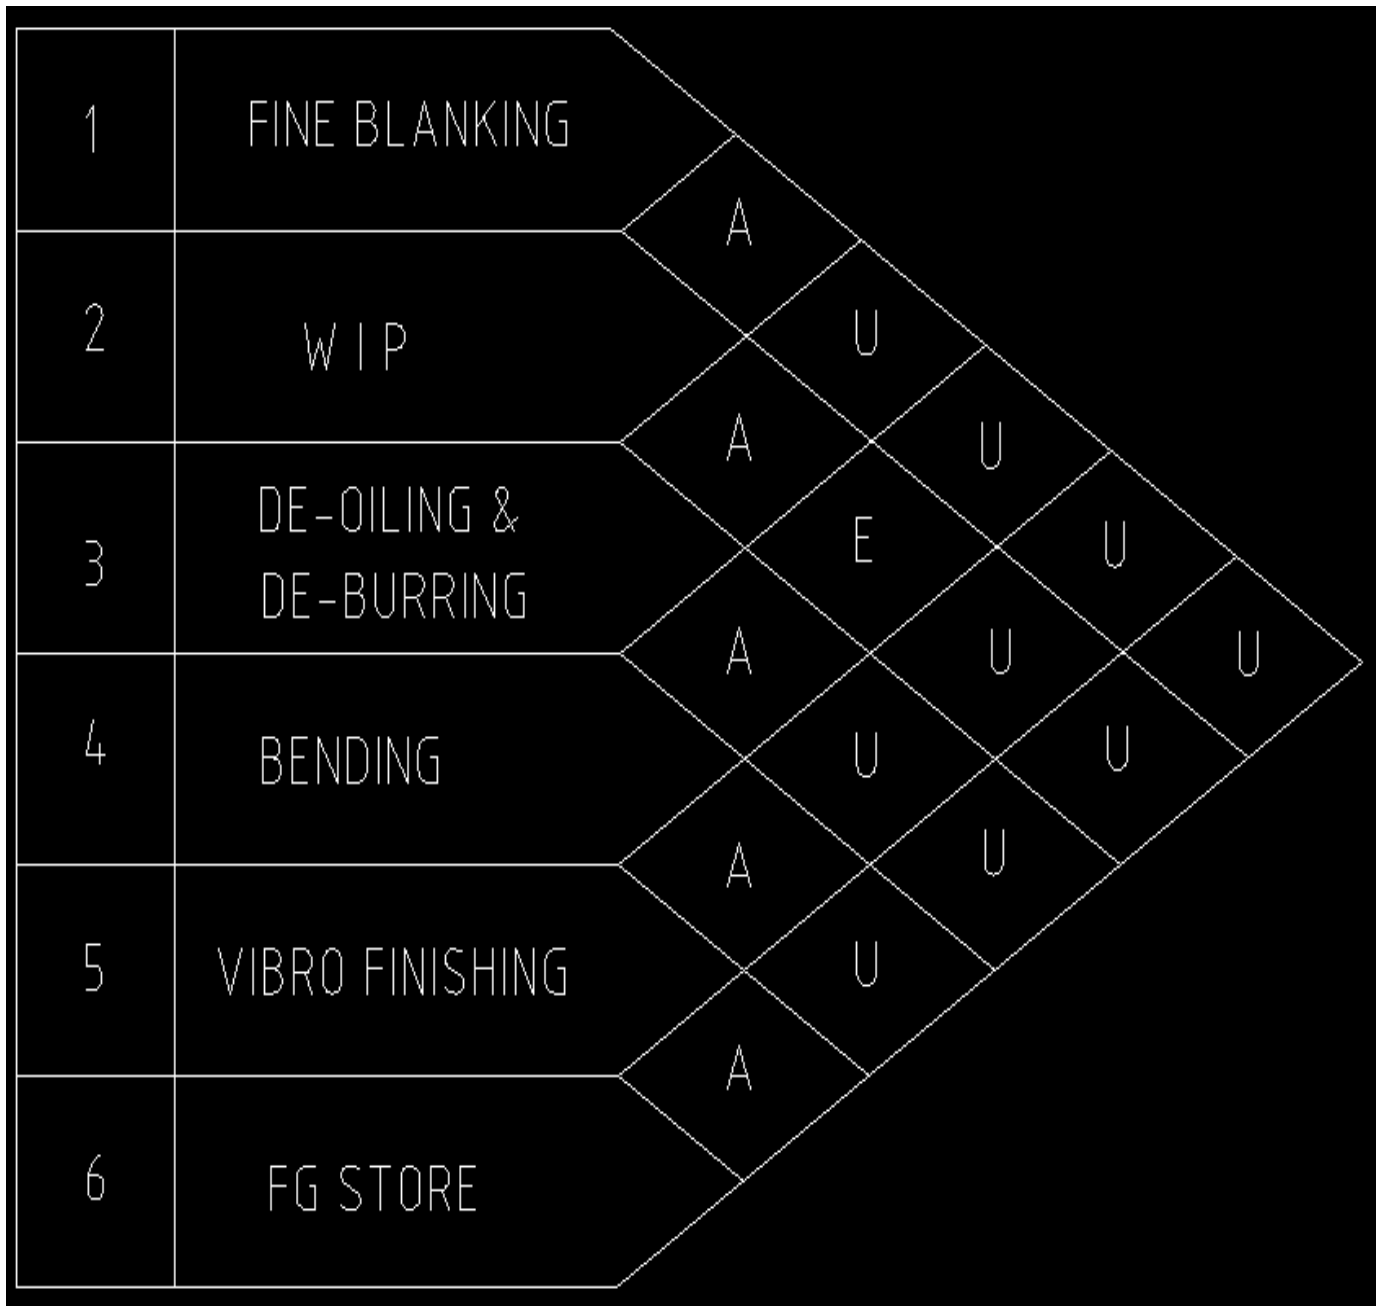 1
FINE BLANKING
A
2
W I P
U
A
U
3
DE-OILING &
DE-BURRING
E
U
A
U
U
4
BENDING
U
U
A
U
5
VIBRO FINISHING
U
A
6
FG STORE